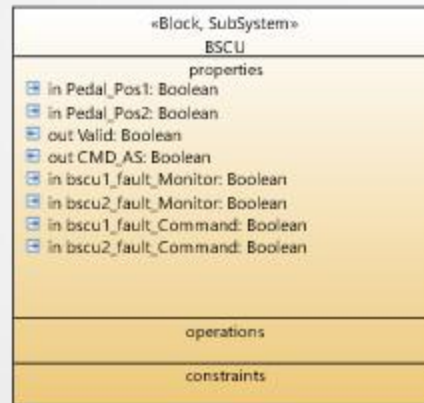 «Block, SubSystem»
BSCU
properties
in Pedal_Pos1: Boolean
in Pedal_Pos2: Boolean
out Valid: Boolean
out CMD_AS: Boolean
in bscu1_fault_Monitor: Boolean
in bscu2_fault_Monitor: Boolean
in bscu1_fault_Command: Boolean
in bscu2_fault_Command: Boolean
operations
constraints